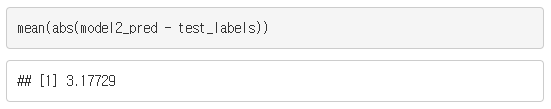 mean(abs(model2_pred - test_labels))
## [1] 3.17729